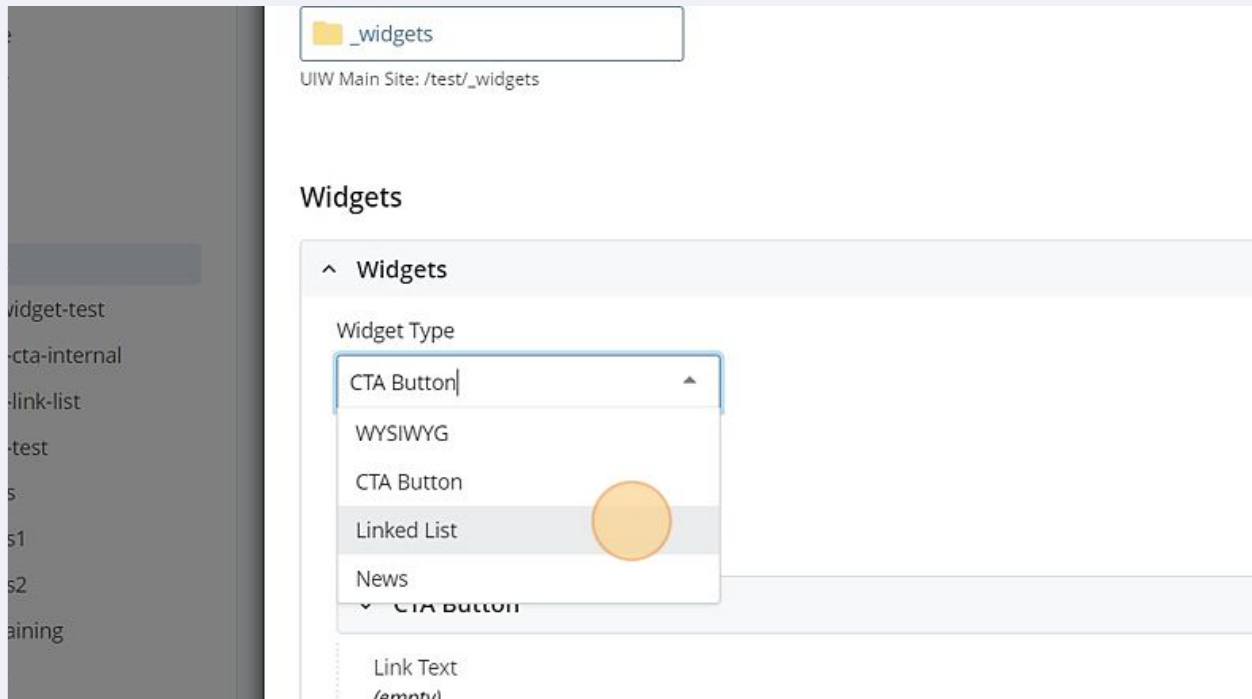 _widgets
UIW Main Site: /test/_widgets
Widgets
Widgets
Widget Type
CTA Button
WYSIWYG
CTA Button
Linked List
News
CTA Button
Link Text
(empty)
widget-test
-cta-internal
-link-list
-test
s
s1
s2
aining